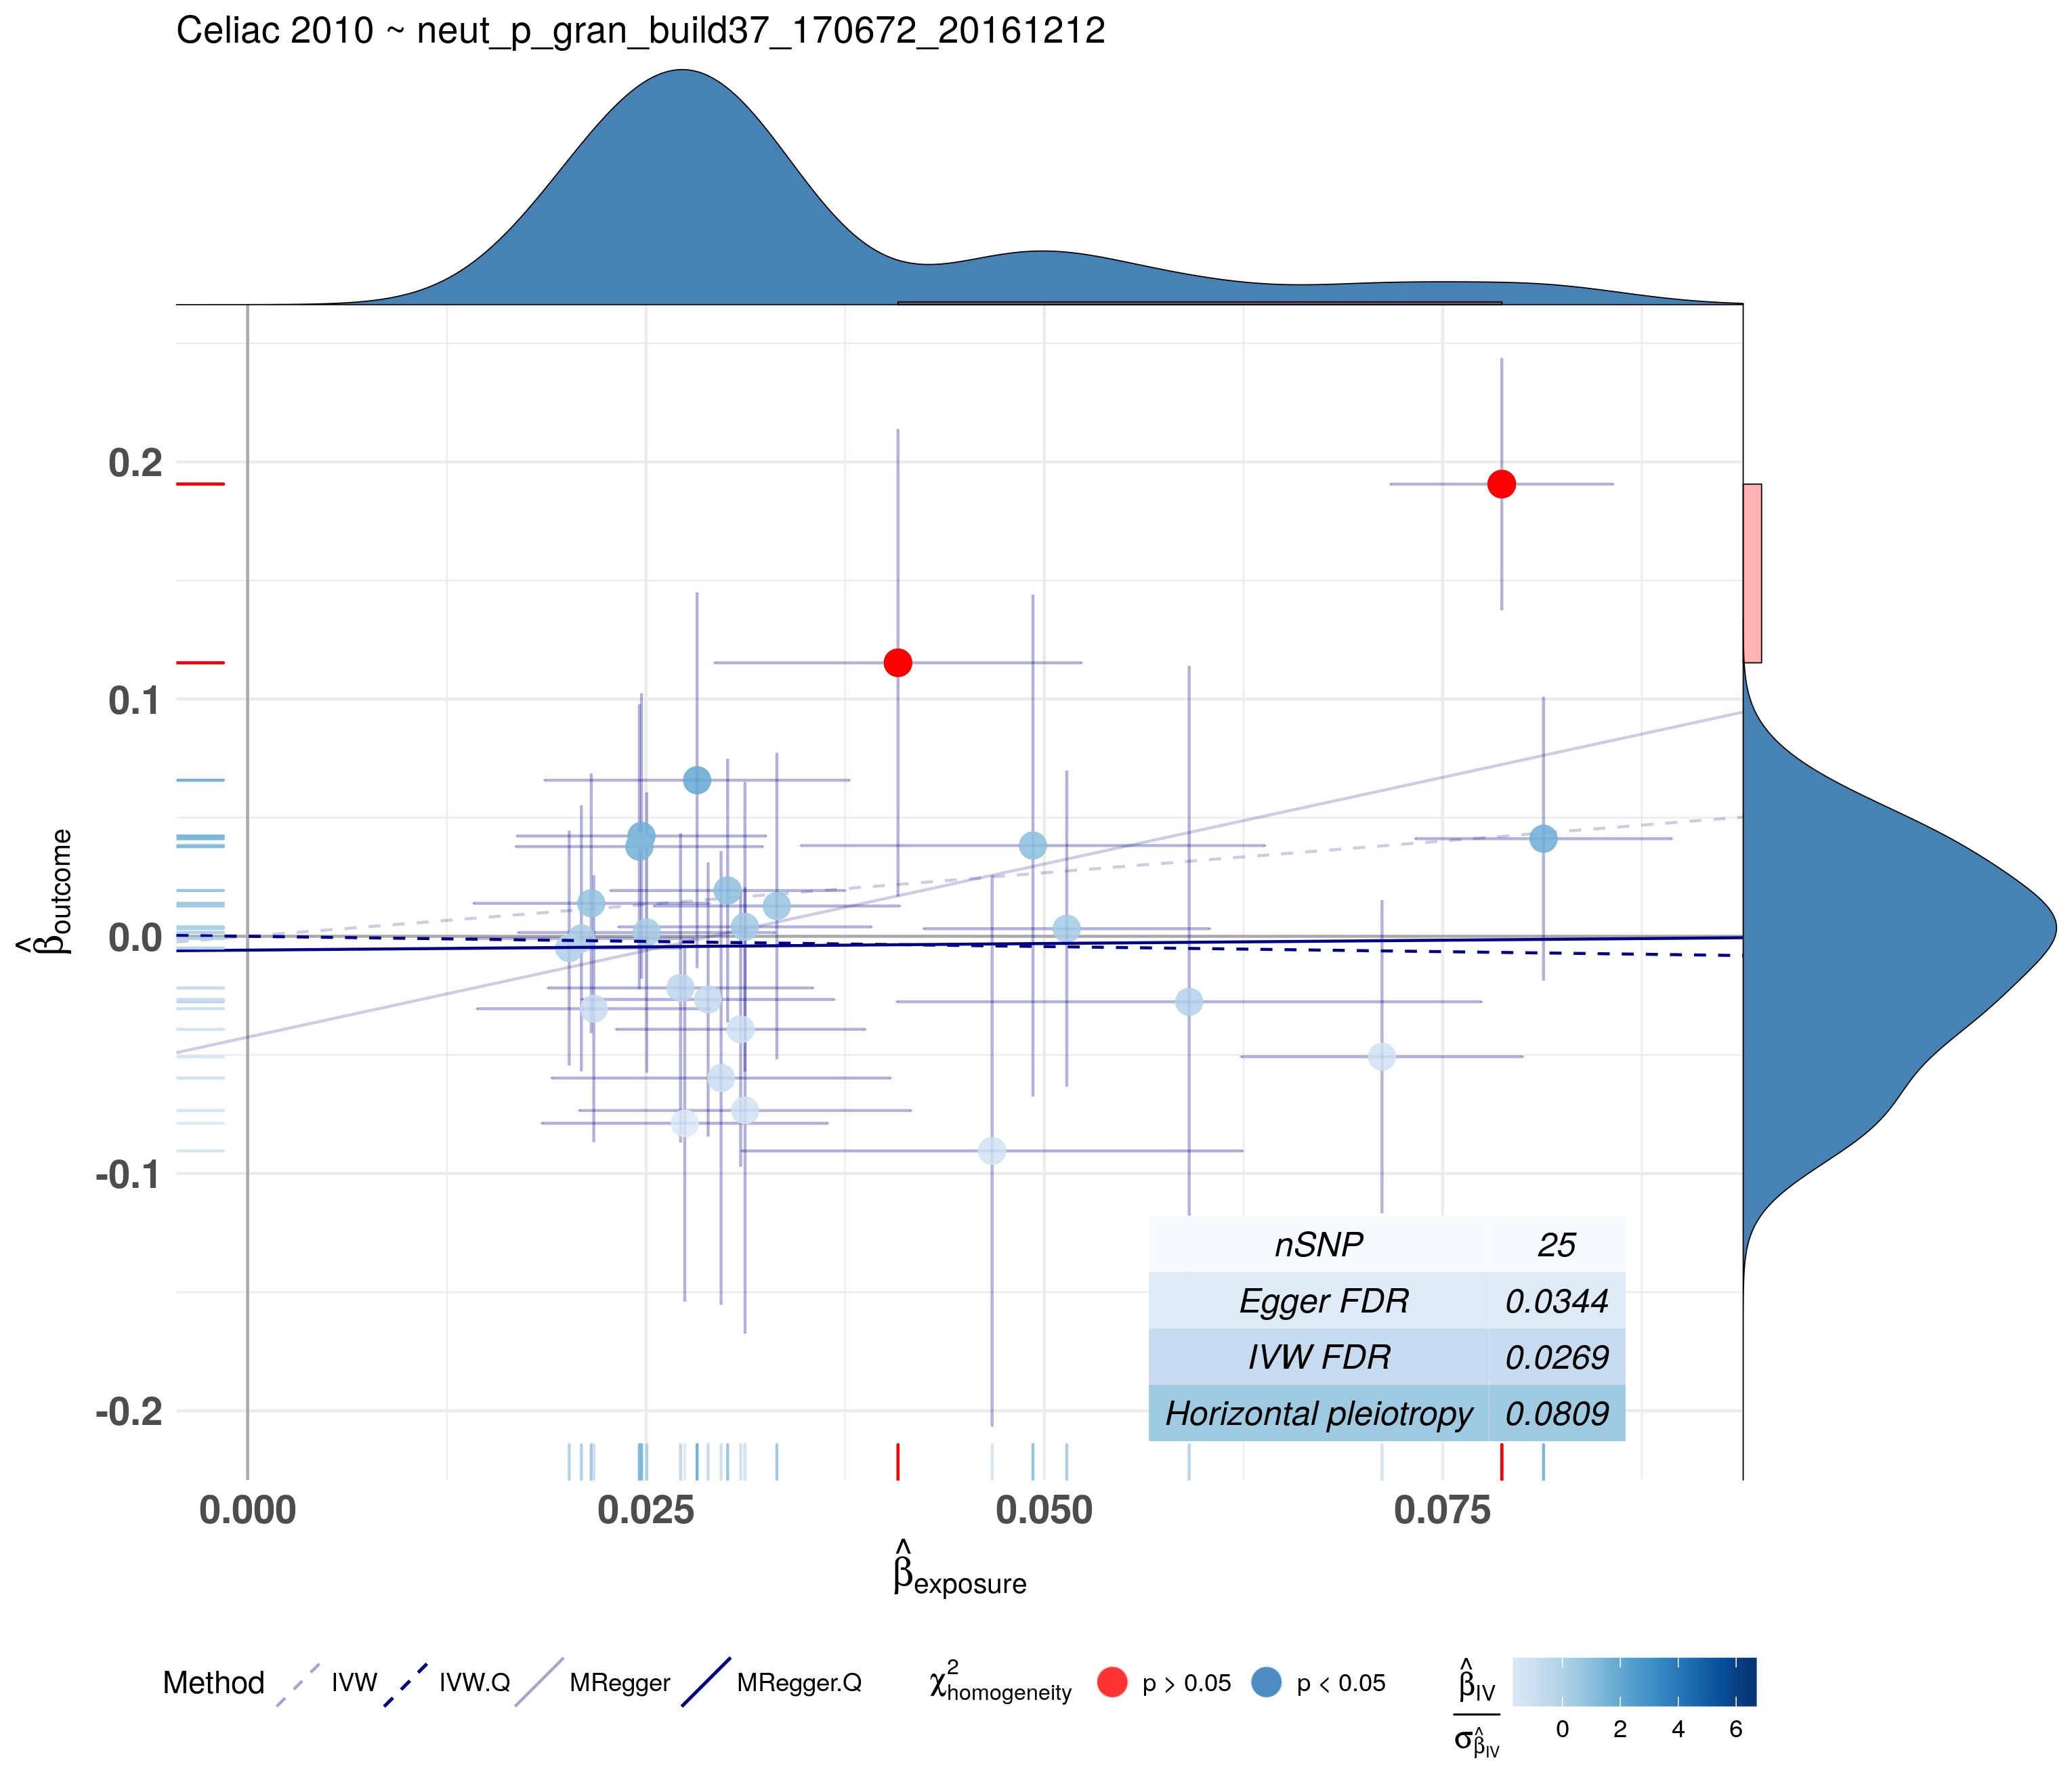 Celiac 2010 ~ neut_p_gran_build37_170672_20161212
0.2
0.1
0.0
-0.1
-0.2
β̂outcome
nSNP 25
Egger FDR 0.0344
IVW FDR 0.0269
Horizontal pleiotropy 0.0809
0.000 0.025 0.050 0.075
β̂exposure
Method IVW IVW.Q MRegger MRegger.Q χ²homogeneity p > 0.05 p < 0.05
β̂IV
σβ̂IV
0 2 4 6